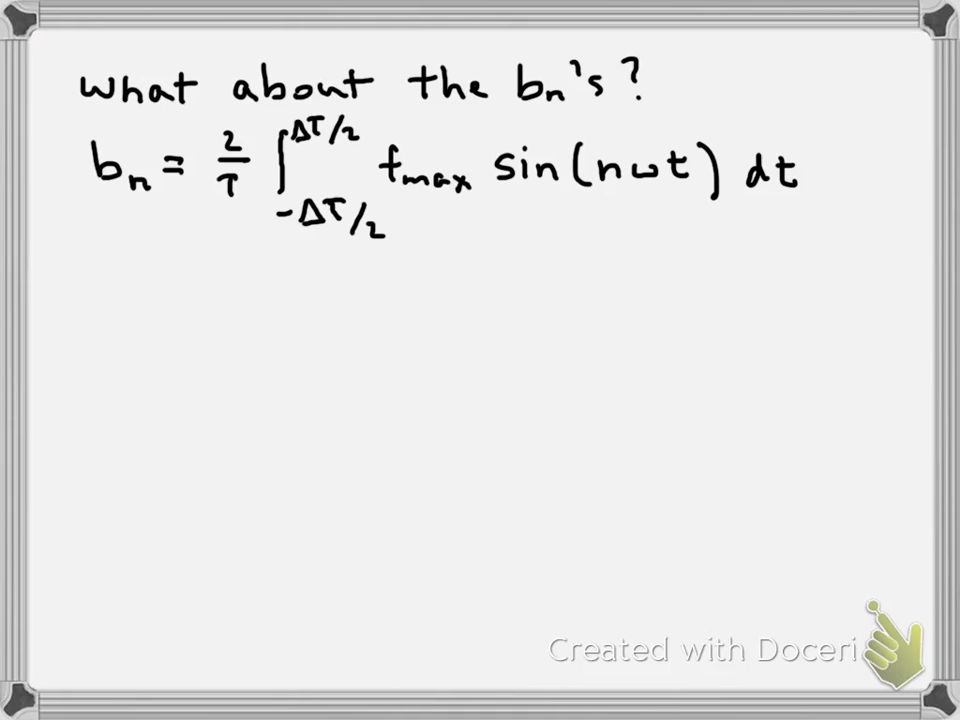 What about the bn's?
bn = 2/T ∫_{-ΔT/2}^{ΔT/2} fmax sin(nωt) dt
Created with Doceri